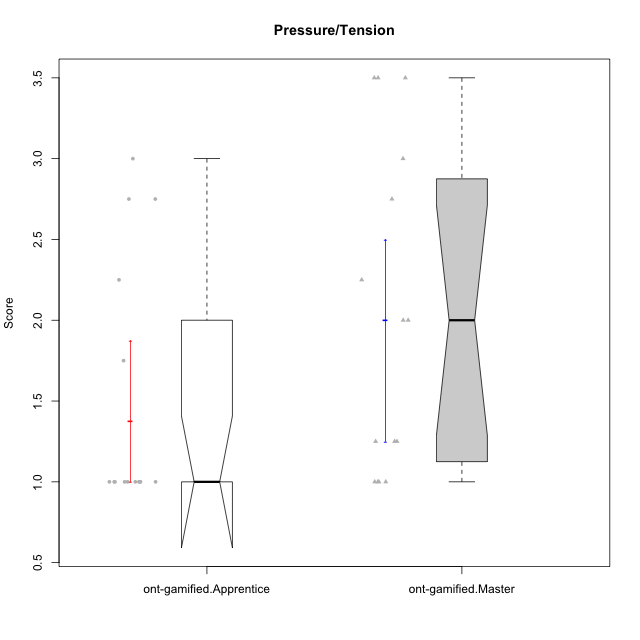 Pressure/Tension
Score
3.5
3.0
2.5
2.0
1.5
1.0
0.5
ont-gamified.Apprentice
ont-gamified.Master